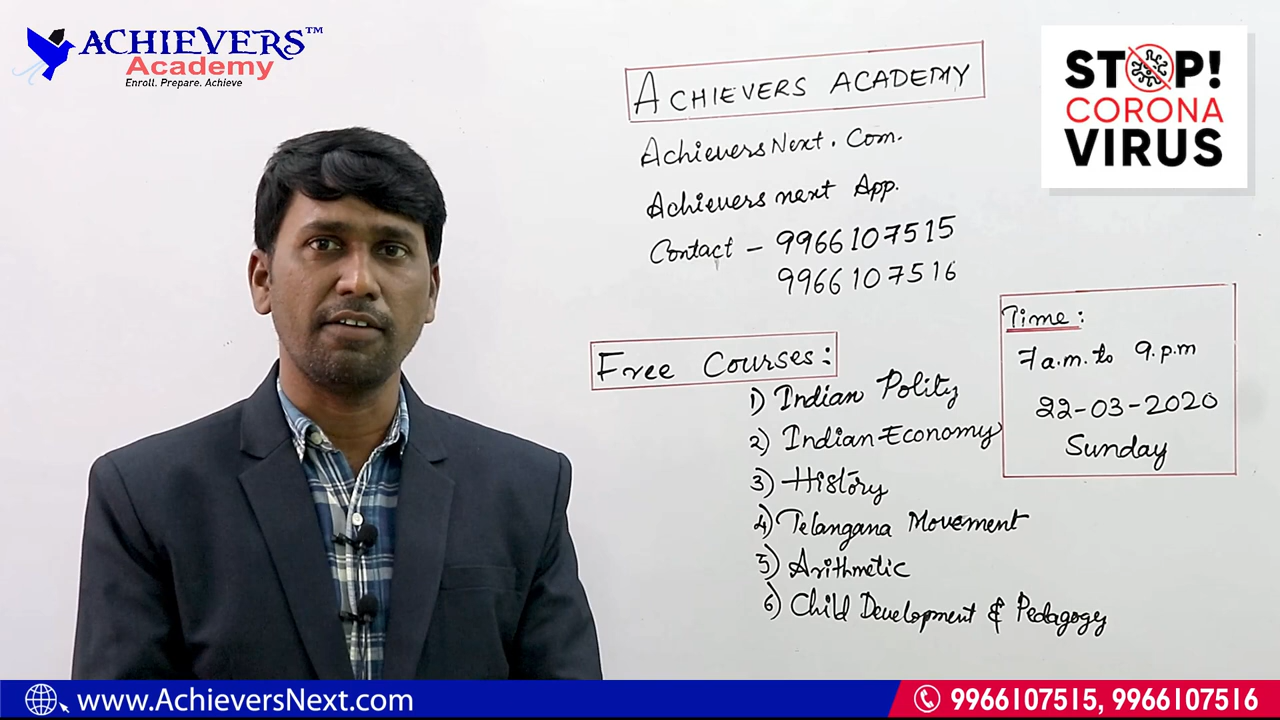 ACHIEVERS™
Academy
Enroll. Prepare. Achieve
STOP!
CORONA
VIRUS
ACHIEVERS ACADEMY
AchieversNext.Com.
Achievers next App.
Contact - 9966107515
9966107516
Free Courses:
1) Indian Polity
2) Indian Economy
3) History
4) Telangana Movement
5) Arithmetic
6) Child Development & Pedagogy
Time:
7 a.m. to 9.p.m
22-03-2020
Sunday
www.AchieversNext.com
9966107515, 9966107516